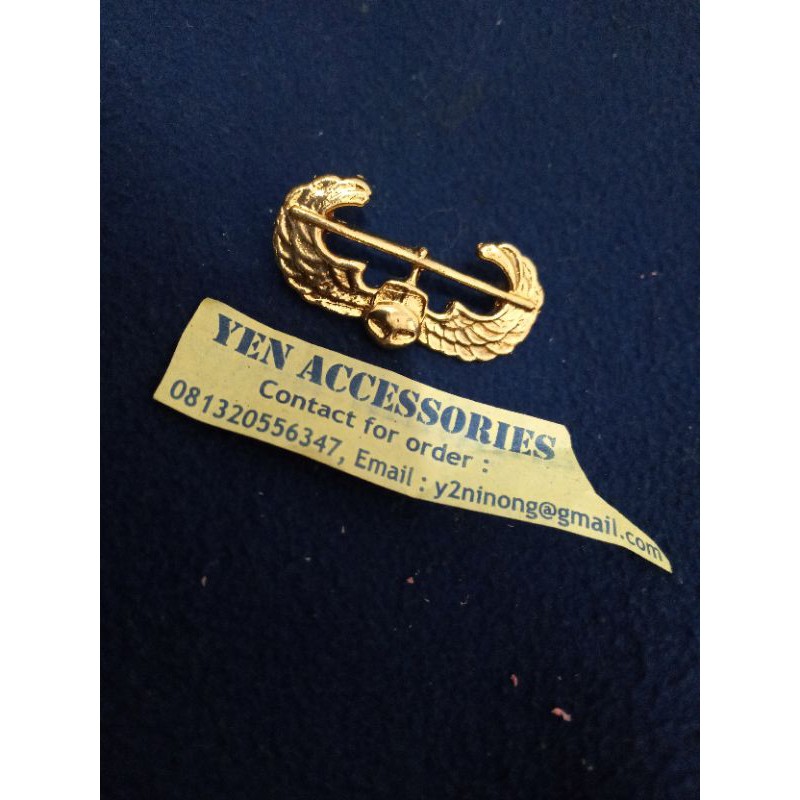 YEN ACCESSORIES
Contact for order :
081320556347, Email : y2ninong@gmail.com